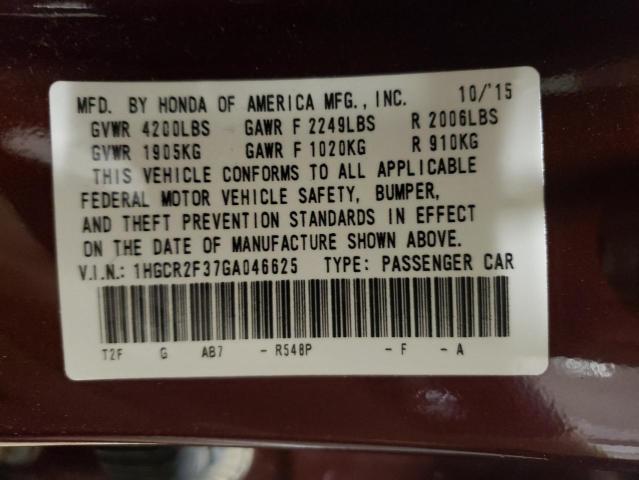 MFD. BY HONDA OF AMERICA MFG., INC. 10/'15
GVWR 4200LBS GAWR F 2249LBS R 2006LBS
GVWR 1905KG GAWR F 1020KG R 910KG
THIS VEHICLE CONFORMS TO ALL APPLICABLE
FEDERAL MOTOR VEHICLE SAFETY, BUMPER,
AND THEFT PREVENTION STANDARDS IN EFFECT
ON THE DATE OF MANUFACTURE SHOWN ABOVE.
V.I.N.: 1HGCR2F37GA046625 TYPE: PASSENGER CAR
T2F G AB7 - R548P - F - A